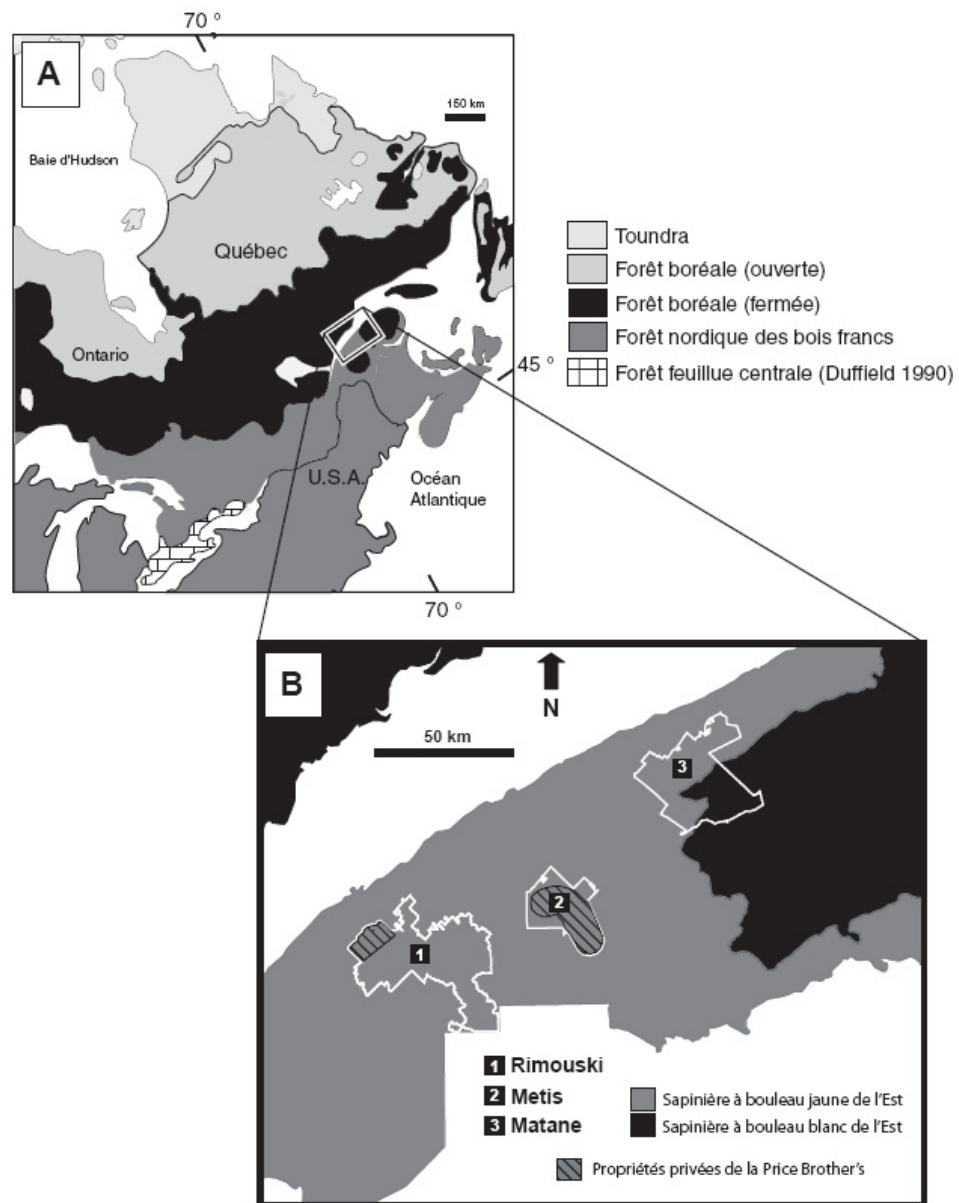 70 º
A
150 km
Baie d'Hudson
Québec
Ontario
45 º
U.S.A.
Océan
Atlantique
70 º
Toundra
Forêt boréale (ouverte)
Forêt boréale (fermée)
Forêt nordique des bois francs
Forêt feuillue centrale (Duffield 1990)
B
N
50 km
3
2
1
1 Rimouski
2 Metis
3 Matane
Sapinière à bouleau jaune de l'Est
Sapinière à bouleau blanc de l'Est
Propriétés privées de la Price Brother's